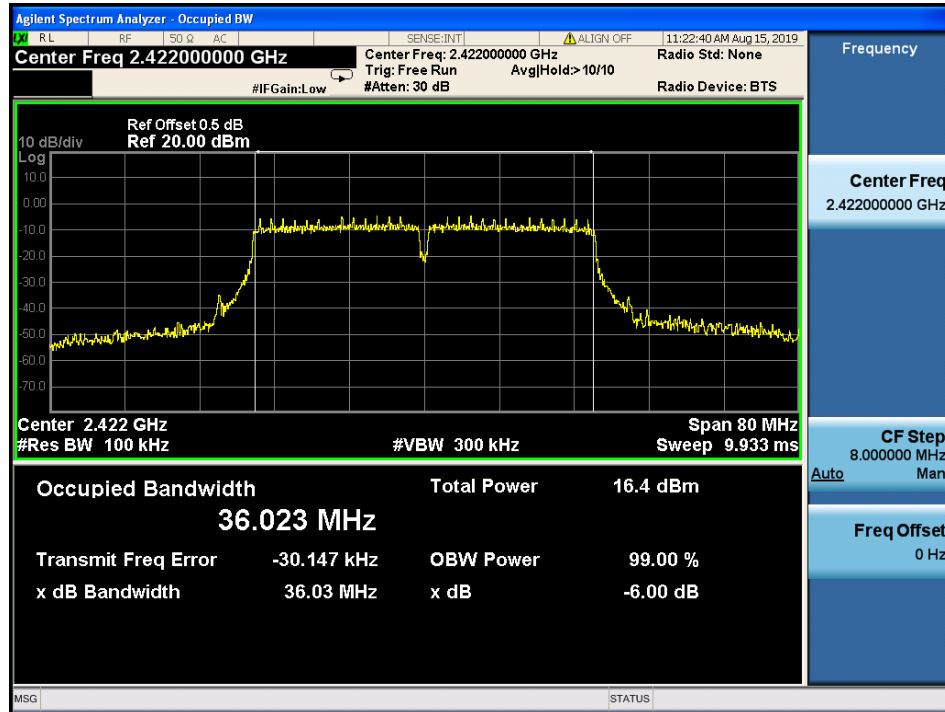 Agilent Spectrum Analyzer - Occupied BW
LXI RL RF 50 Ω AC SENSE:INT ALIGN OFF 11:22:40 AM Aug 15, 2019
Center Freq 2.422000000 GHz
Center Freq: 2.422000000 GHz
Radio Std: None
Trig: Free Run Avg|Hold:> 10/10
#IFGain:Low
#Atten: 30 dB
Radio Device: BTS
Ref Offset 0.5 dB
10 dB/div Ref 20.00 dBm
Log
10.0
0.00
-10.0
-20.0
-30.0
-40.0
-50.0
-60.0
-70.0
Center 2.422 GHz Span 80 MHz
#Res BW 100 kHz #VBW 300 kHz Sweep 9.933 ms
Occupied Bandwidth Total Power 16.4 dBm
36.023 MHz
Transmit Freq Error -30.147 kHz OBW Power 99.00 %
x dB Bandwidth 36.03 MHz x dB -6.00 dB
MSG STATUS
Frequency
Center Freq
2.422000000 GHz
CF Step
8.000000 MHz
Auto Man
Freq Offset
0 Hz